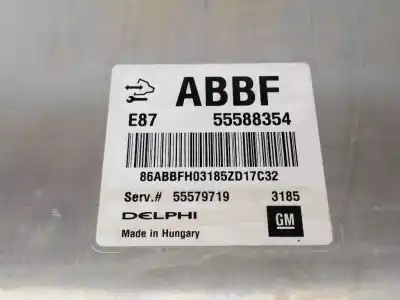 ABBF
E87 55588354
86ABBFH03185ZD17C32
Serv.# 55579719 3185
DELPHI GM
Made in Hungary